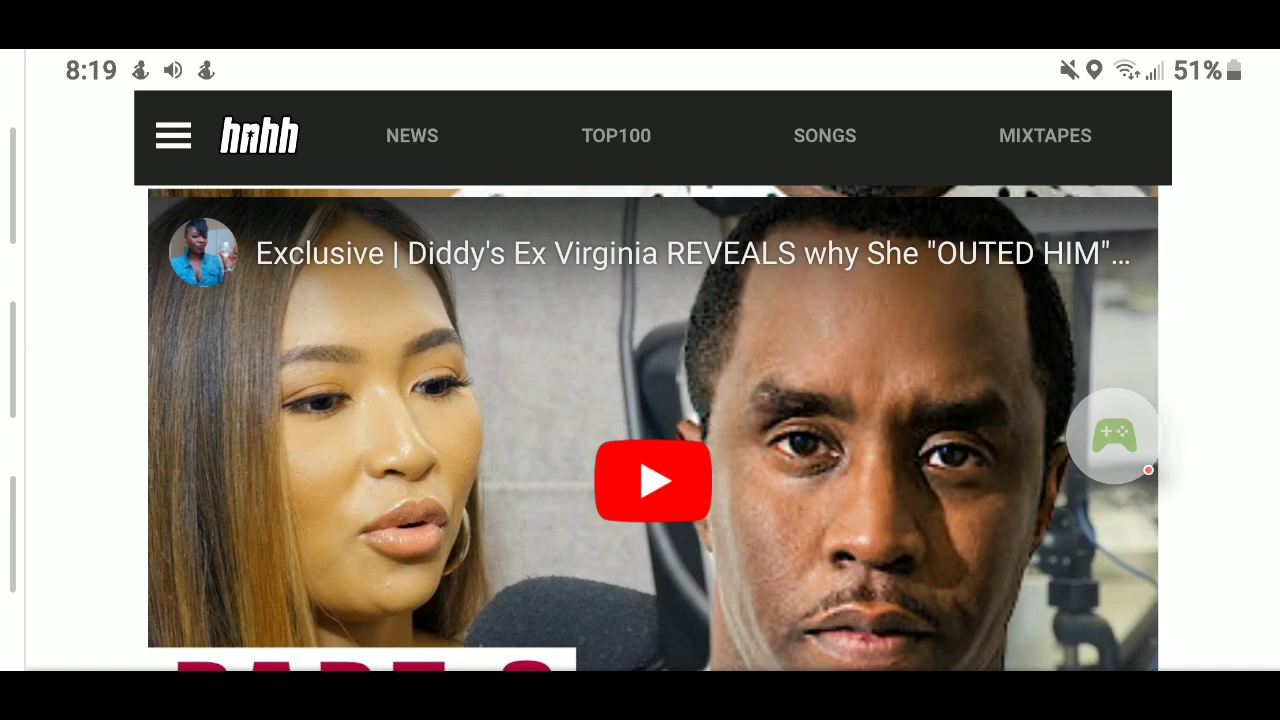 8:19 51%
hnhh NEWS TOP100 SONGS MIXTAPES
Exclusive | Diddy's Ex Virginia REVEALS why She "OUTED HIM"...